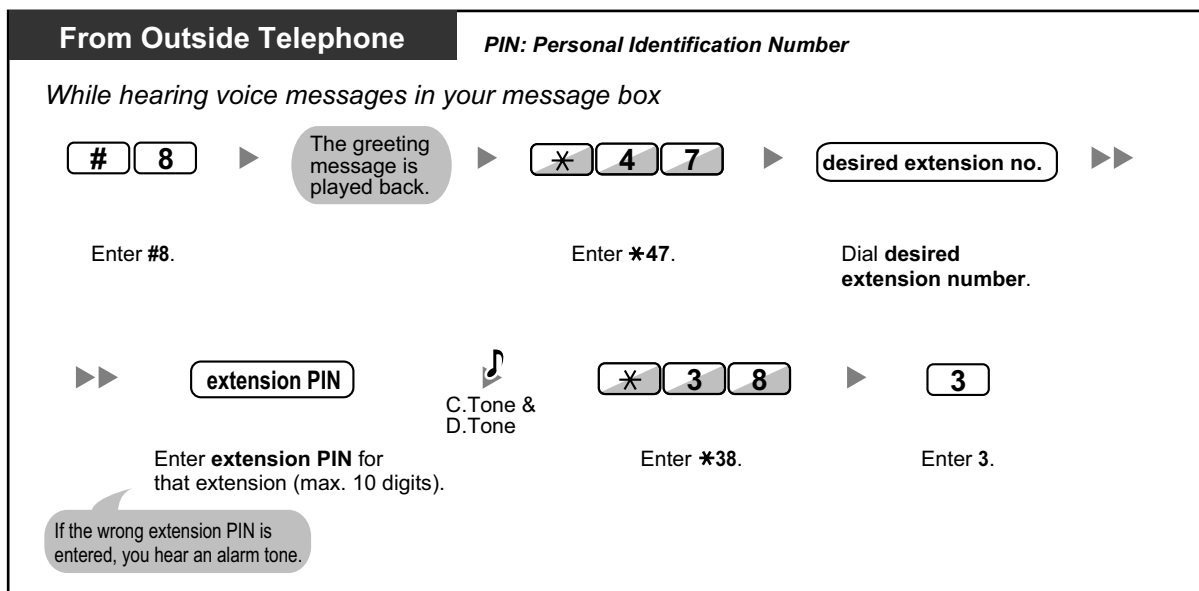 From Outside Telephone
PIN: Personal Identification Number
While hearing voice messages in your message box
# 8
The greeting
message is
played back.
* 4 7
desired extension no.
Enter #8.
Enter *47.
Dial desired
extension number.
extension PIN
C.Tone &
D.Tone
* 3 8
3
Enter extension PIN for
that extension (max. 10 digits).
Enter *38.
Enter 3.
If the wrong extension PIN is
entered, you hear an alarm tone.